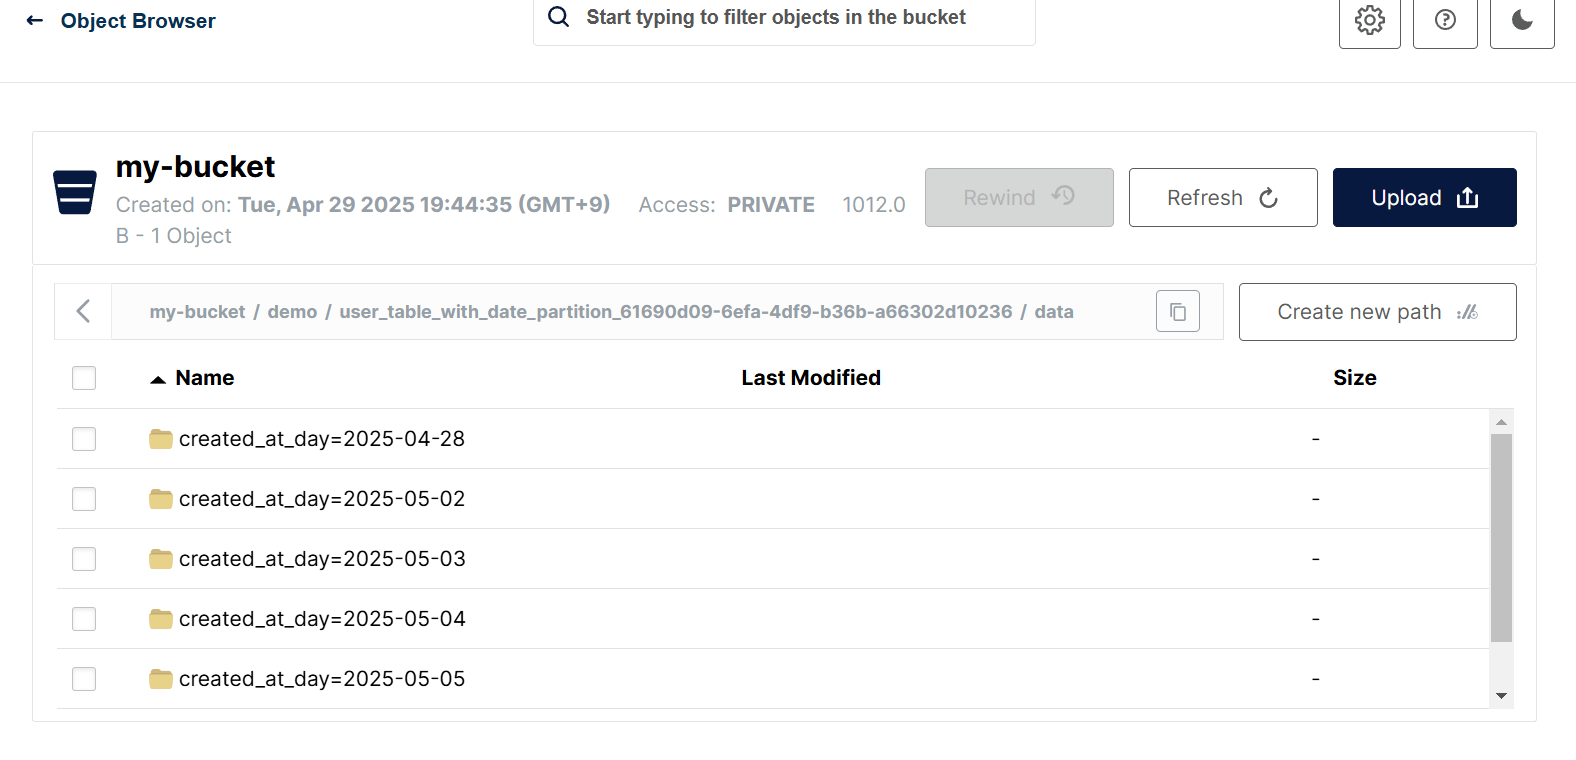 Object Browser
Start typing to filter objects in the bucket
my-bucket
Created on: Tue, Apr 29 2025 19:44:35 (GMT+9) Access: PRIVATE 1012.0
B - 1 Object
Rewind
Refresh
Upload
my-bucket / demo / user_table_with_date_partition_61690d09-6efa-4df9-b36b-a66302d10236 / data
Create new path
Name Last Modified Size
created_at_day=2025-04-28 -
created_at_day=2025-05-02 -
created_at_day=2025-05-03 -
created_at_day=2025-05-04 -
created_at_day=2025-05-05 -